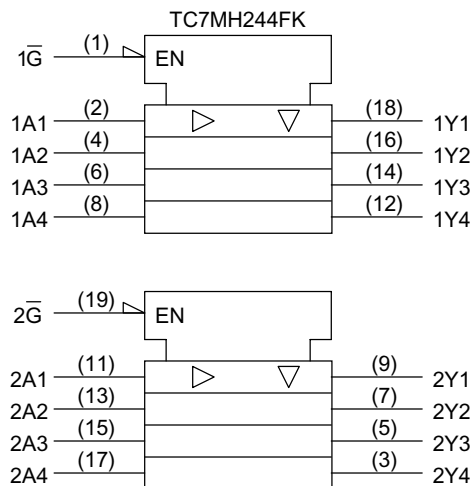 TC7MH244FK
1G̅ (1) EN
1A1 (2) (18) 1Y1
1A2 (4) (16) 1Y2
1A3 (6) (14) 1Y3
1A4 (8) (12) 1Y4
2G̅ (19) EN
2A1 (11) (9) 2Y1
2A2 (13) (7) 2Y2
2A3 (15) (5) 2Y3
2A4 (17) (3) 2Y4